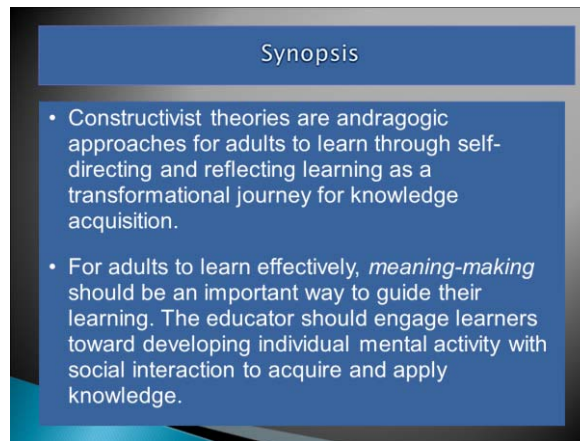 Synopsis
• Constructivist theories are andragogic
approaches for adults to learn through self-
directing and reflecting learning as a
transformational journey for knowledge
acquisition.
• For adults to learn effectively, meaning-making
should be an important way to guide their
learning. The educator should engage learners
toward developing individual mental activity with
social interaction to acquire and apply
knowledge.